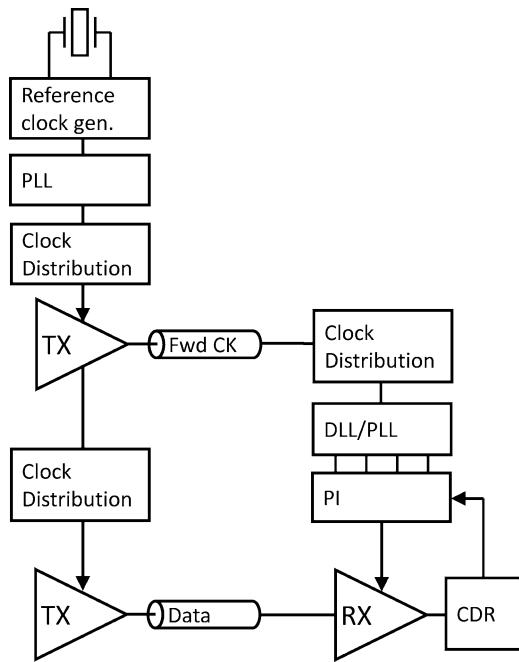 Reference
clock gen.
PLL
Clock
Distribution
TX
Fwd CK
Clock
Distribution
DLL/PLL
Clock
Distribution
PI
TX
Data
RX
CDR